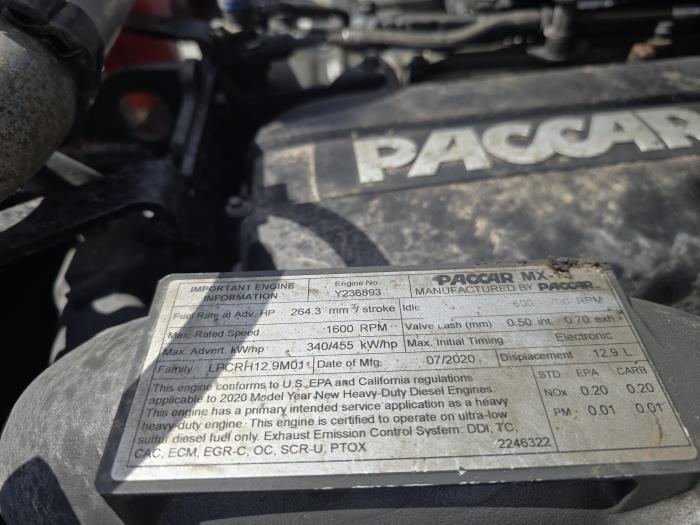 PACCAR
IMPORTANT ENGINE INFORMATION
Engine No. Y236893
PACCAR MX
MANUFACTURED BY PACCAR
Fuel Rate at Adv. HP 264.3 mm³/ stroke
Idle 600 700 RPM
Max. Rated Speed 1600 RPM
Valve Lash (mm) 0.50 int. 0.70 exh.
Max. Advert. kW/hp 340/455 kW/hp
Max. Initial Timing Electronic
Family LPCRH12.9M01
Date of Mfg. 07/2020
Displacement 12.9 L
This engine conforms to U.S. EPA and California regulations
applicable to 2020 Model Year New Heavy-Duty Diesel Engines.
This engine has a primary intended service application as a heavy
heavy-duty engine. This engine is certified to operate on ultra-low
sulfur diesel fuel only. Exhaust Emission Control System: DDI, TC,
CAC, ECM, EGR-C, OC, SCR-U, PTOX
STD EPA CARB
NOx 0.20 0.20
PM 0.01 0.01
2246322